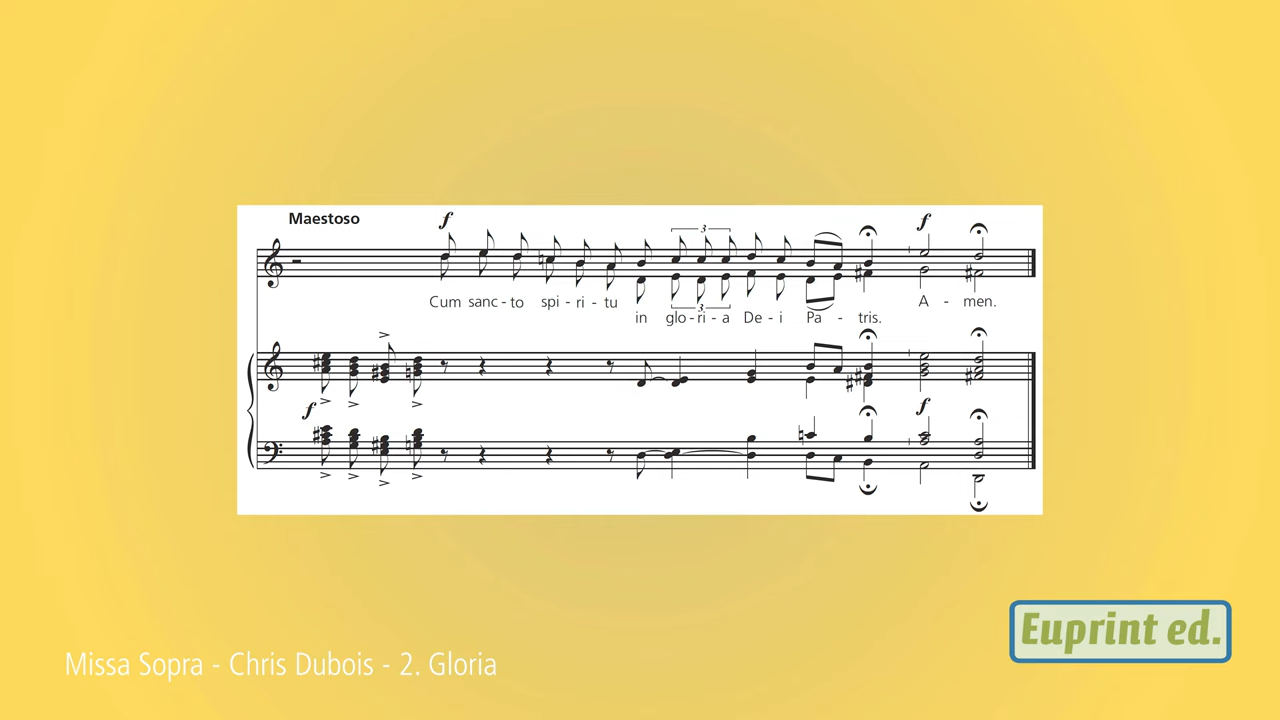 Maestoso
f f
3
Cum sanc - to spi - ri - tu A - men.
3
in glo - ri - a De - i Pa - tris.
f f
Euprint ed.
Missa Sopra - Chris Dubois - 2. Gloria